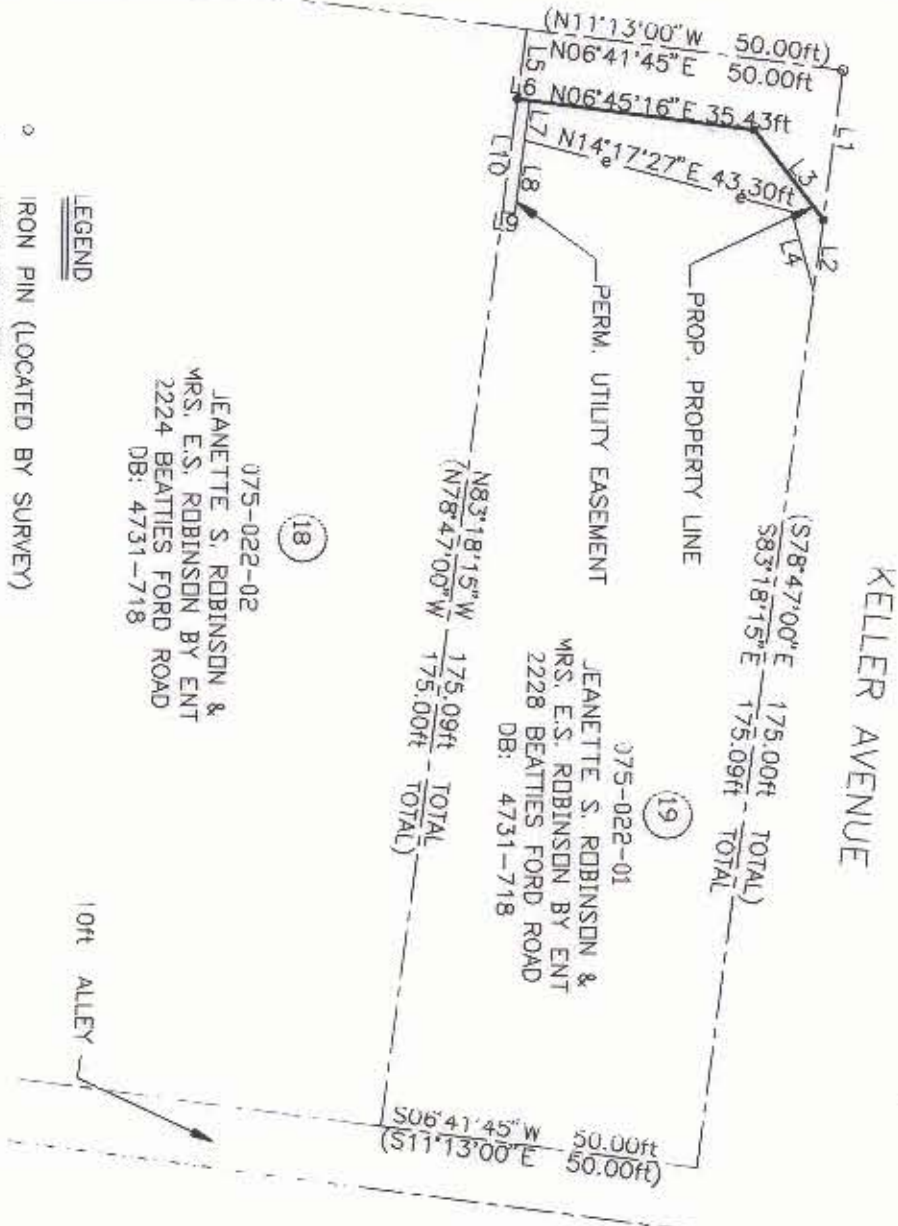 KELLER AVENUE
(N11°13'00"W 50.00ft)
N06°41'45"E 50.00ft
L1
L5
L6
N06°45'16"E 35.43ft
L3
L2
L7
N14°17'27"E 43.30ft
e e
L4
L10
L8
L9
PROP. PROPERTY LINE
PERM. UTILITY EASEMENT
(S78°47'00"E 175.00ft TOTAL)
S83°18'15"E 175.09ft TOTAL
19
075-022-01
JEANETTE S. ROBINSON &
MRS. E.S. ROBINSON BY ENT
2228 BEATTIES FORD ROAD
DB: 4731-718
N83°18'15"W 175.09ft TOTAL
(N78°47'00"W 175.00ft TOTAL)
S06°41'45"W 50.00ft
(S11°13'00"E 50.00ft)
18
075-022-02
JEANETTE S. ROBINSON &
MRS. E.S. ROBINSON BY ENT
2224 BEATTIES FORD ROAD
DB: 4731-718
10ft ALLEY
LEGEND
IRON PIN (LOCATED BY SURVEY)